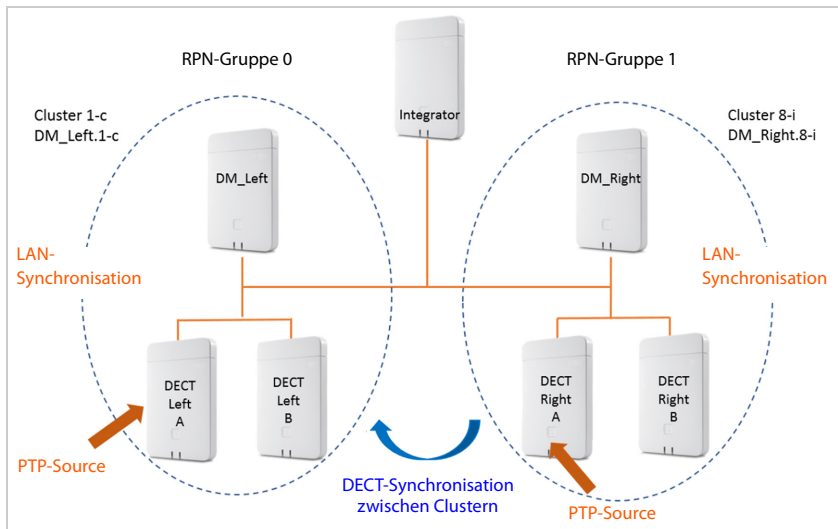 RPN-Gruppe 0
RPN-Gruppe 1
Integrator
Cluster 1-c
DM_Left.1-c
Cluster 8-i
DM_Right.8-i
DM_Left
DM_Right
LAN-
Synchronisation
LAN-
Synchronisation
DECT
Left
A
DECT
Left
B
DECT
Right
A
DECT
Right
B
PTP-Source
DECT-Synchronisation
zwischen Clustern
PTP-Source